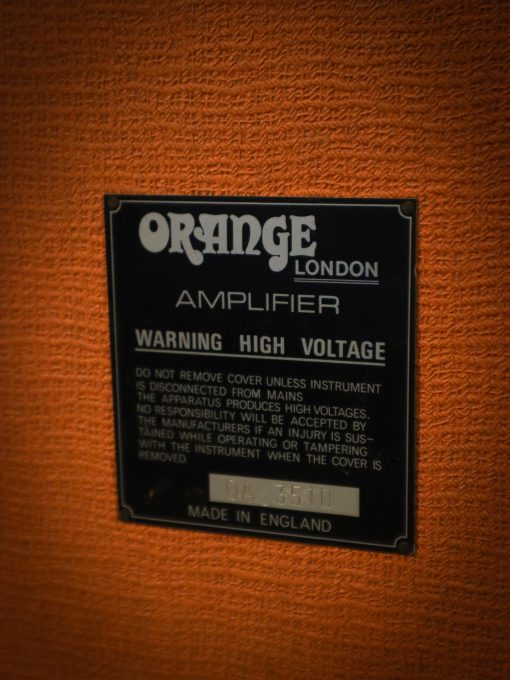 ORANGE
LONDON
AMPLIFIER
WARNING HIGH VOLTAGE
DO NOT REMOVE COVER UNLESS INSTRUMENT
IS DISCONNECTED FROM MAINS
THE APPARATUS PRODUCES HIGH VOLTAGES.
NO RESPONSIBILITY WILL BE ACCEPTED BY
THE MANUFACTURERS IF AN INJURY IS SUS-
TAINED WHILE OPERATING OR TAMPERING
WITH THE INSTRUMENT WHEN THE COVER IS
REMOVED.
OA 3510
MADE IN ENGLAND